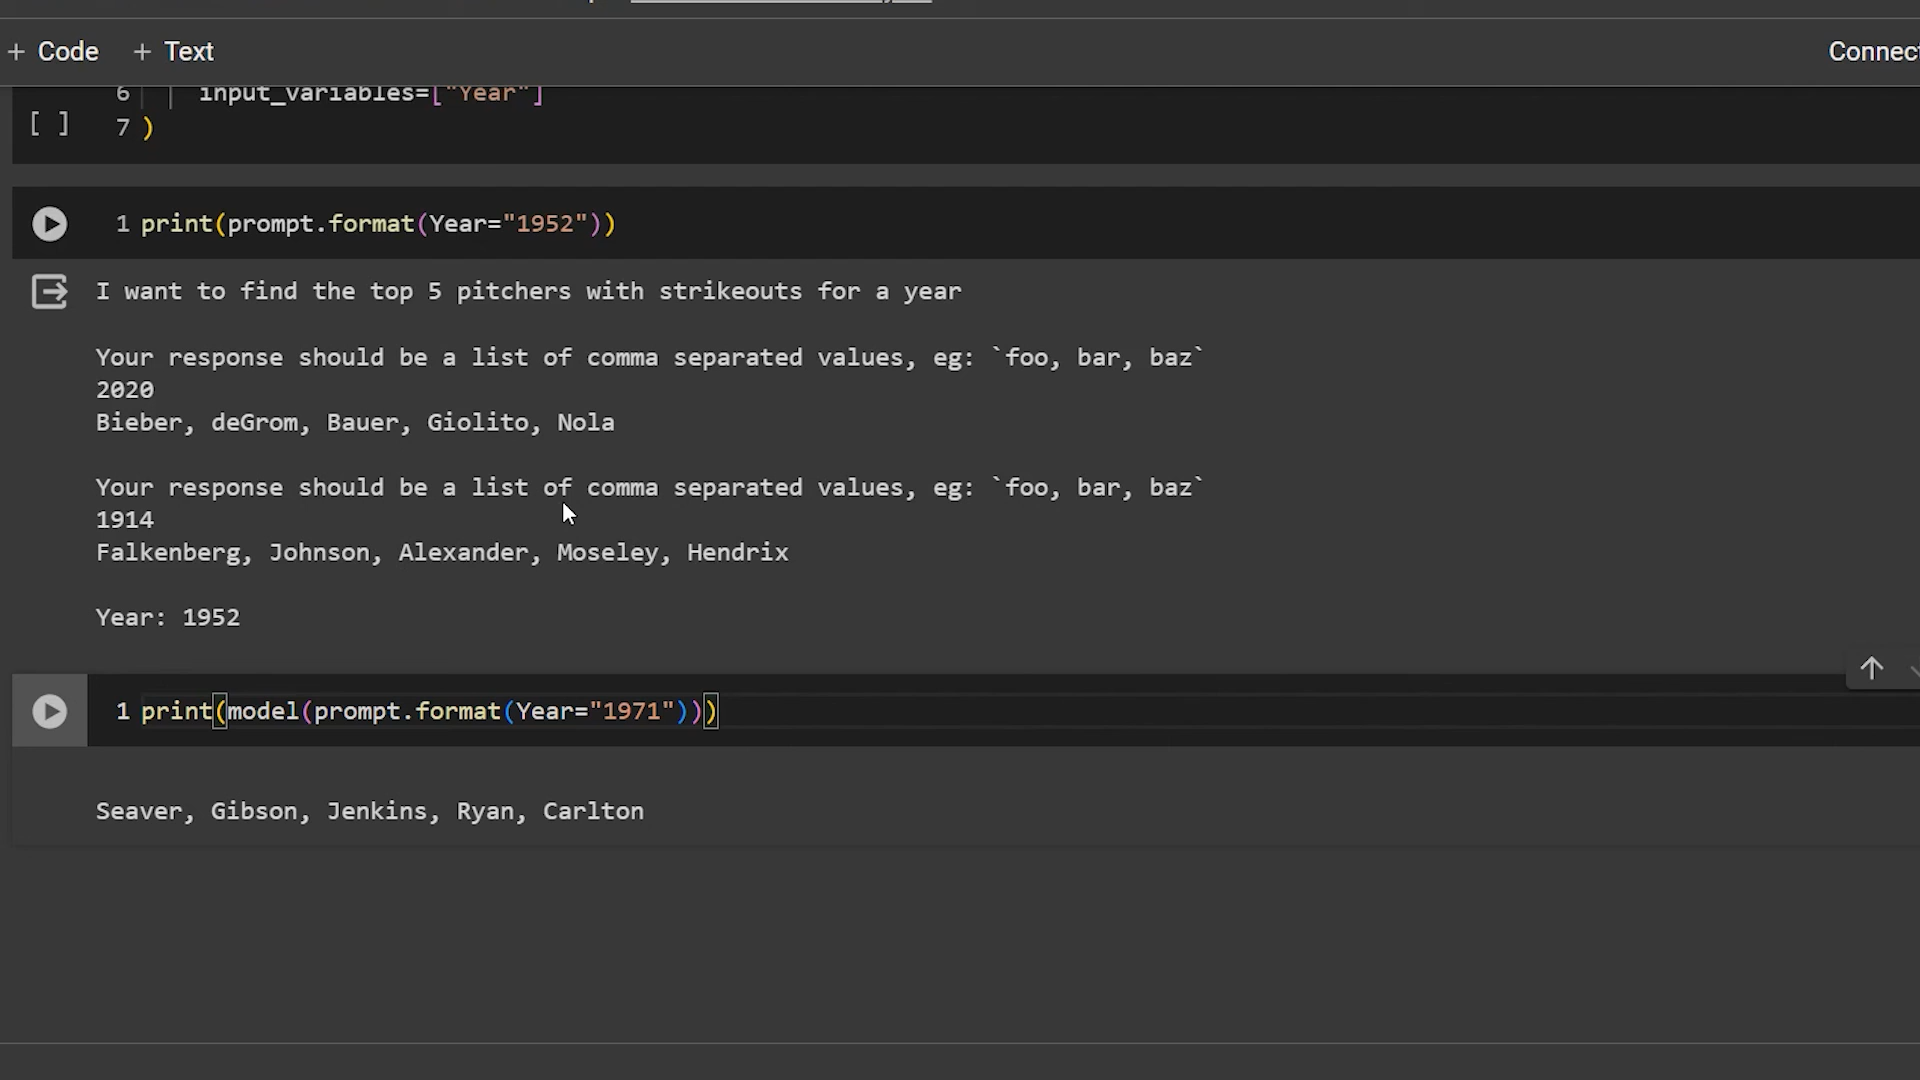 + Code + Text
Connect
6 input_variables=["Year"]
[ ] 7 )
1 print(prompt.format(Year="1952"))
I want to find the top 5 pitchers with strikeouts for a year
Your response should be a list of comma separated values, eg: `foo, bar, baz`
2020
Bieber, deGrom, Bauer, Giolito, Nola
Your response should be a list of comma separated values, eg: `foo, bar, baz`
1914
Falkenberg, Johnson, Alexander, Moseley, Hendrix
Year: 1952
1 print(model(prompt.format(Year="1971")))
Seaver, Gibson, Jenkins, Ryan, Carlton